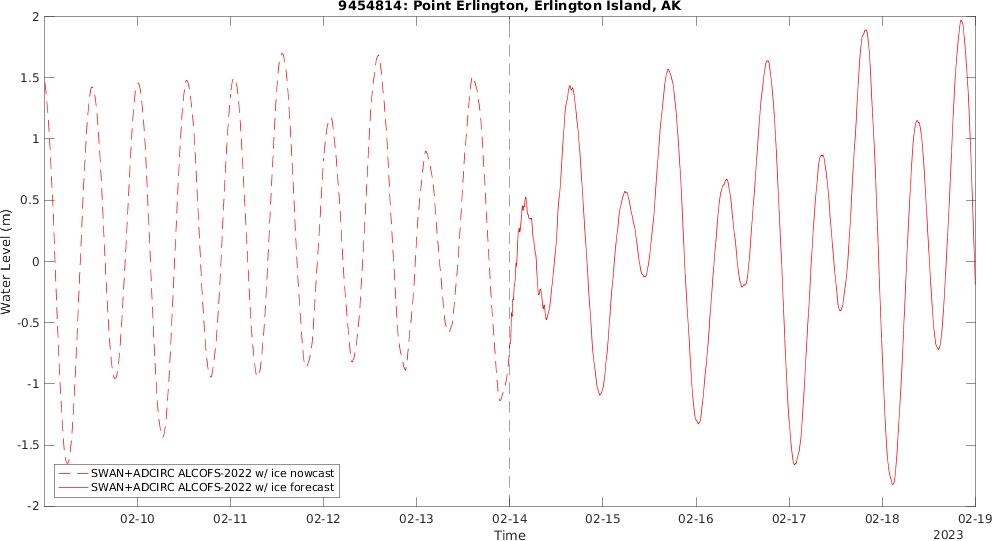 9454814: Point Erlington, Erlington Island, AK
Water Level (m)
2
1.5
1
0.5
0
-0.5
-1
-1.5
-2
SWAN+ADCIRC ALCOFS-2022 w/ ice nowcast
SWAN+ADCIRC ALCOFS-2022 w/ ice forecast
02-10 02-11 02-12 02-13 02-14 02-15 02-16 02-17 02-18 02-19
Time
2023